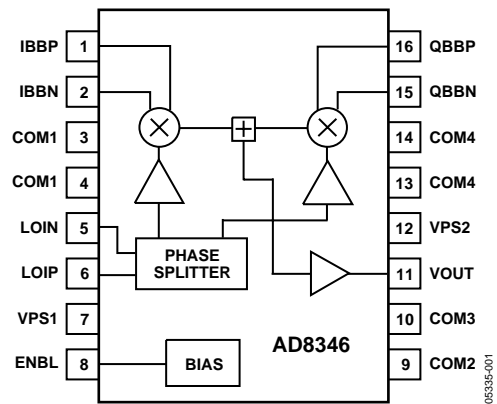 IBBP 1
IBBN 2
COM1 3
COM1 4
LOIN 5
LOIP 6
VPS1 7
ENBL 8
PHASE
SPLITTER
BIAS
AD8346
16 QBBP
15 QBBN
14 COM4
13 COM4
12 VPS2
11 VOUT
10 COM3
9 COM2
05335-001